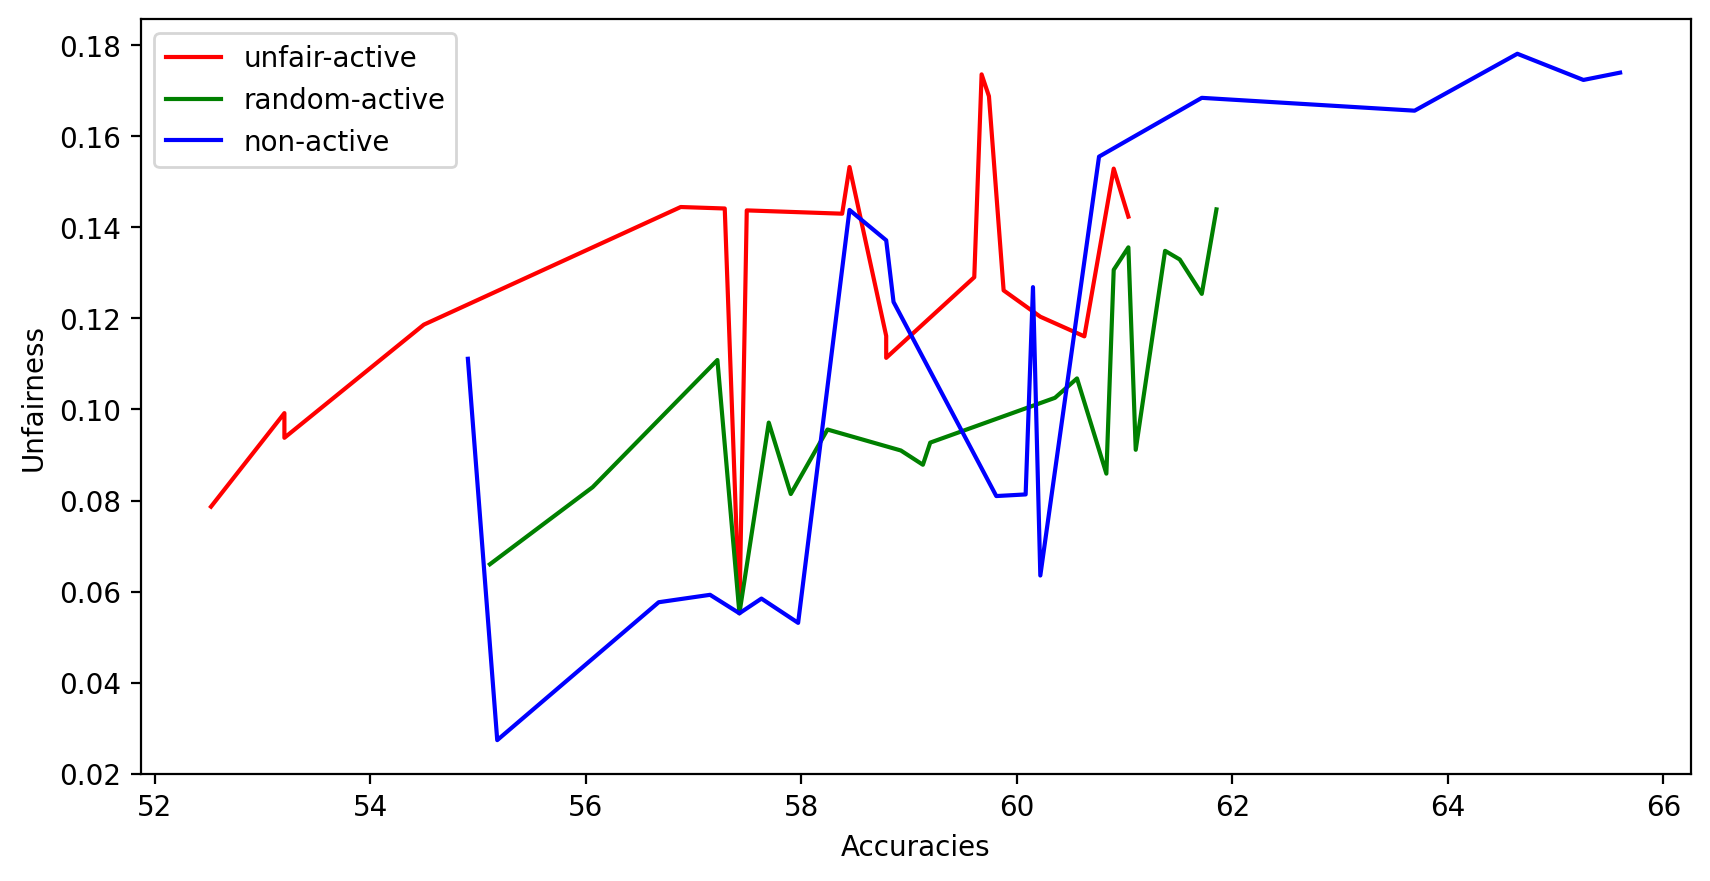 unfair-active
random-active
non-active
0.18
0.16
0.14
0.12
0.10
0.08
0.06
0.04
0.02
Unfairness
52 54 56 58 60 62 64 66
Accuracies